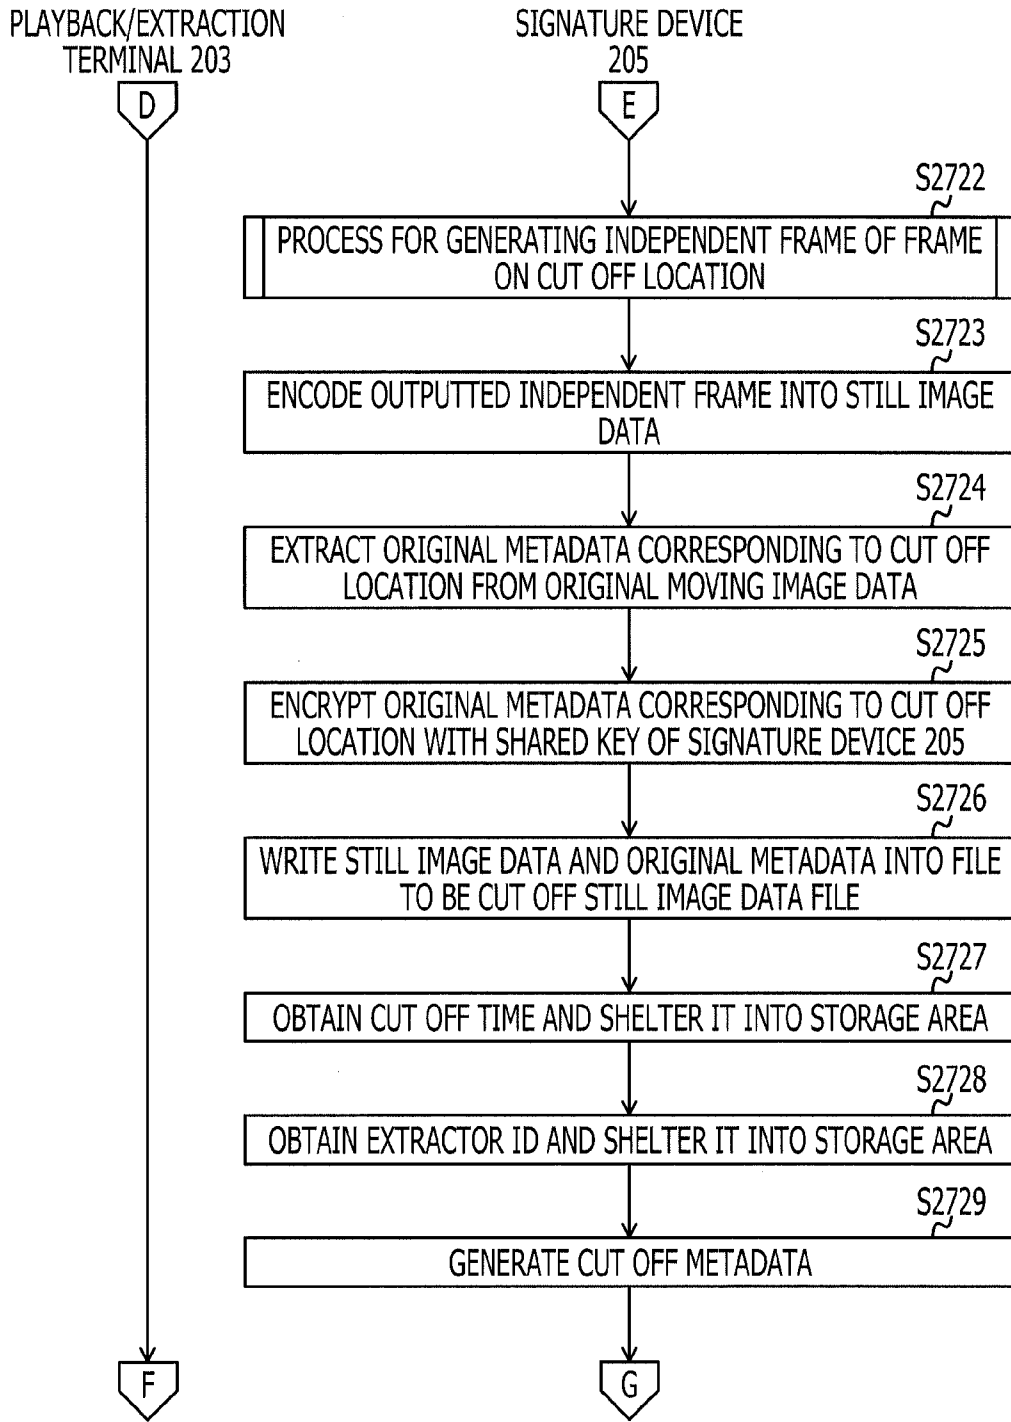 PLAYBACK/EXTRACTION
TERMINAL 203
SIGNATURE DEVICE
205
D
E
S2722
PROCESS FOR GENERATING INDEPENDENT FRAME OF FRAME
ON CUT OFF LOCATION
S2723
ENCODE OUTPUTTED INDEPENDENT FRAME INTO STILL IMAGE
DATA
S2724
EXTRACT ORIGINAL METADATA CORRESPONDING TO CUT OFF
LOCATION FROM ORIGINAL MOVING IMAGE DATA
S2725
ENCRYPT ORIGINAL METADATA CORRESPONDING TO CUT OFF
LOCATION WITH SHARED KEY OF SIGNATURE DEVICE 205
S2726
WRITE STILL IMAGE DATA AND ORIGINAL METADATA INTO FILE
TO BE CUT OFF STILL IMAGE DATA FILE
S2727
OBTAIN CUT OFF TIME AND SHELTER IT INTO STORAGE AREA
S2728
OBTAIN EXTRACTOR ID AND SHELTER IT INTO STORAGE AREA
S2729
GENERATE CUT OFF METADATA
F
G